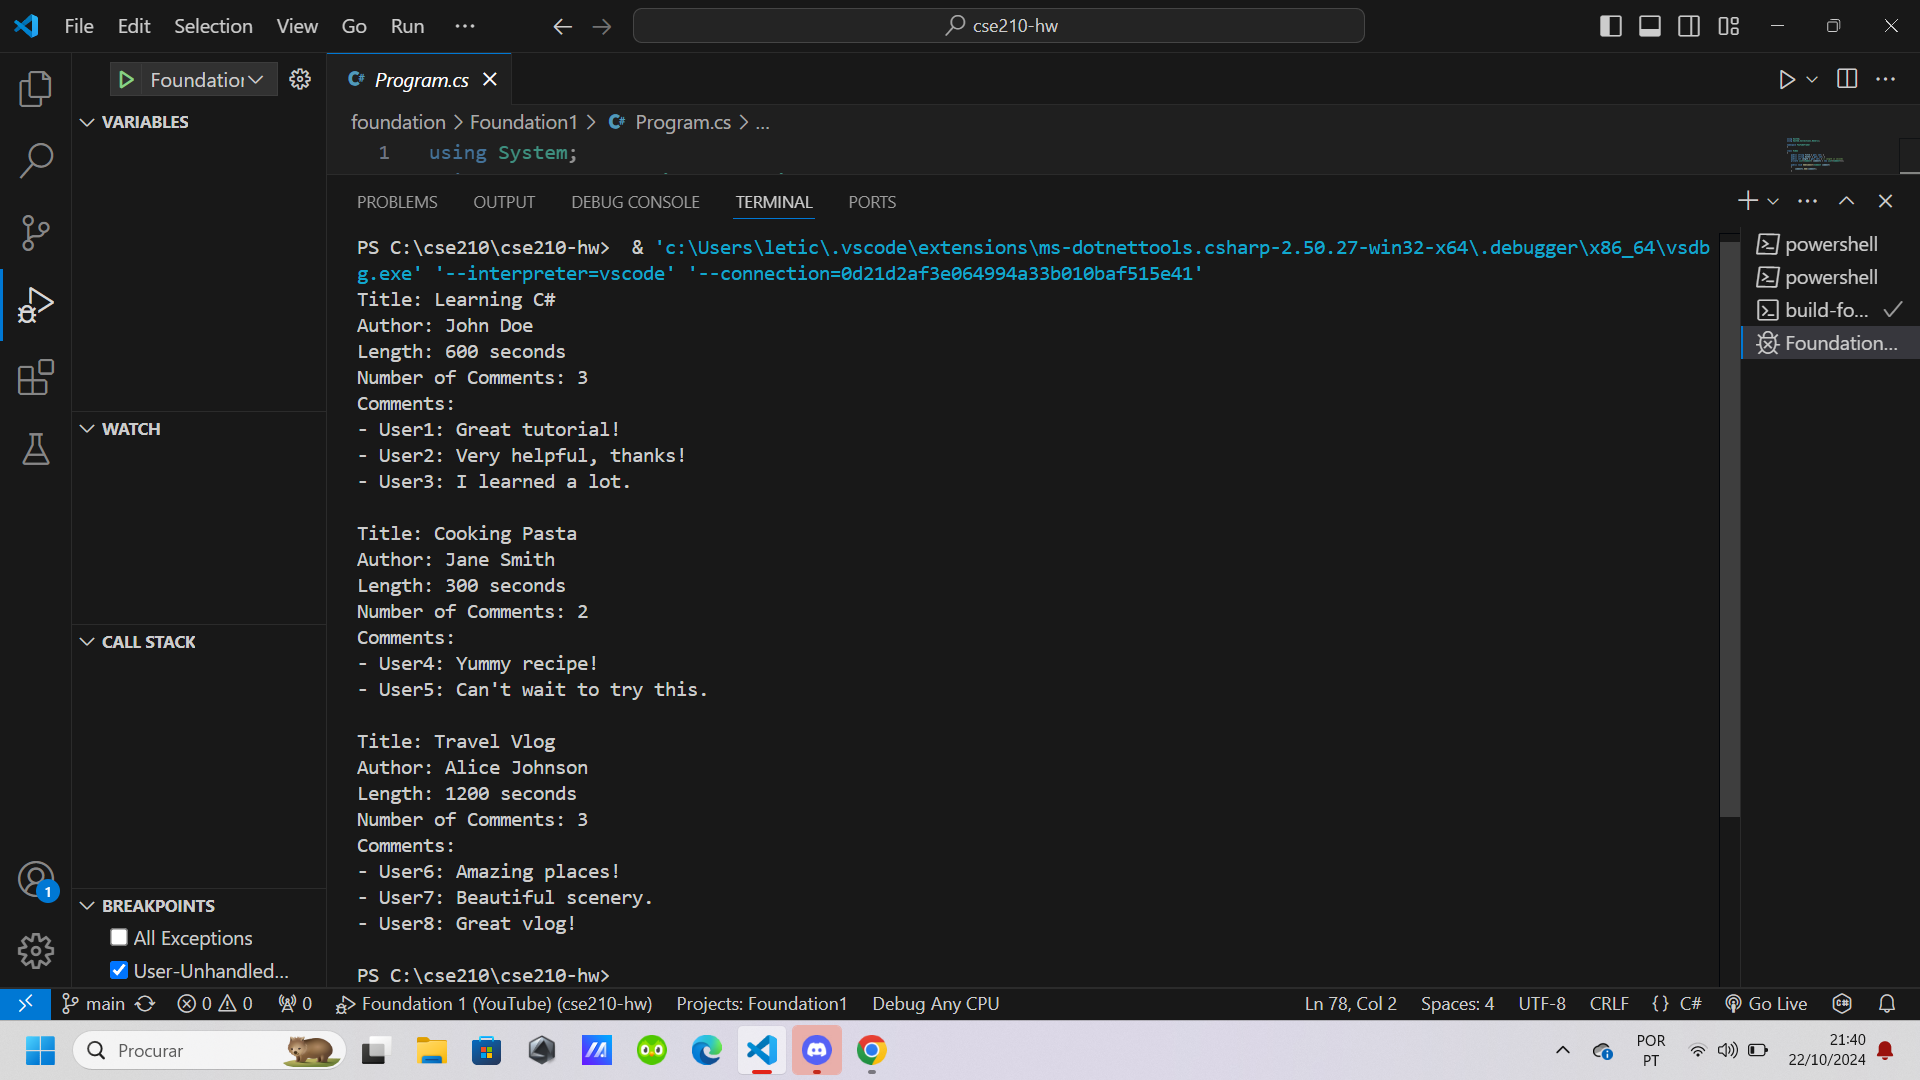 File Edit Selection View Go Run ... cse210-hw
Foundation Program.cs
VARIABLES
foundation > Foundation1 > C# Program.cs > ...
1 using System;
PROBLEMS OUTPUT DEBUG CONSOLE TERMINAL PORTS
PS C:\cse210\cse210-hw>  & 'c:\Users\letic\.vscode\extensions\ms-dotnettools.csharp-2.50.27-win32-x64\.debugger\x86_64\vsdb
g.exe' '--interpreter=vscode' '--connection=0d21d2af3e064994a33b010baf515e41'
Title: Learning C#
Author: John Doe
Length: 600 seconds
Number of Comments: 3
Comments:
- User1: Great tutorial!
- User2: Very helpful, thanks!
- User3: I learned a lot.
Title: Cooking Pasta
Author: Jane Smith
Length: 300 seconds
Number of Comments: 2
Comments:
- User4: Yummy recipe!
- User5: Can't wait to try this.
Title: Travel Vlog
Author: Alice Johnson
Length: 1200 seconds
Number of Comments: 3
Comments:
- User6: Amazing places!
- User7: Beautiful scenery.
- User8: Great vlog!
PS C:\cse210\cse210-hw>
powershell
powershell
build-fo...
Foundation...
WATCH
CALL STACK
BREAKPOINTS
All Exceptions
User-Unhandled...
1
main 0 0 0 Foundation 1 (YouTube) (cse210-hw) Projects: Foundation1 Debug Any CPU Ln 78, Col 2 Spaces: 4 UTF-8 CRLF {} C# Go Live
Procurar
POR
PT
21:40
22/10/2024